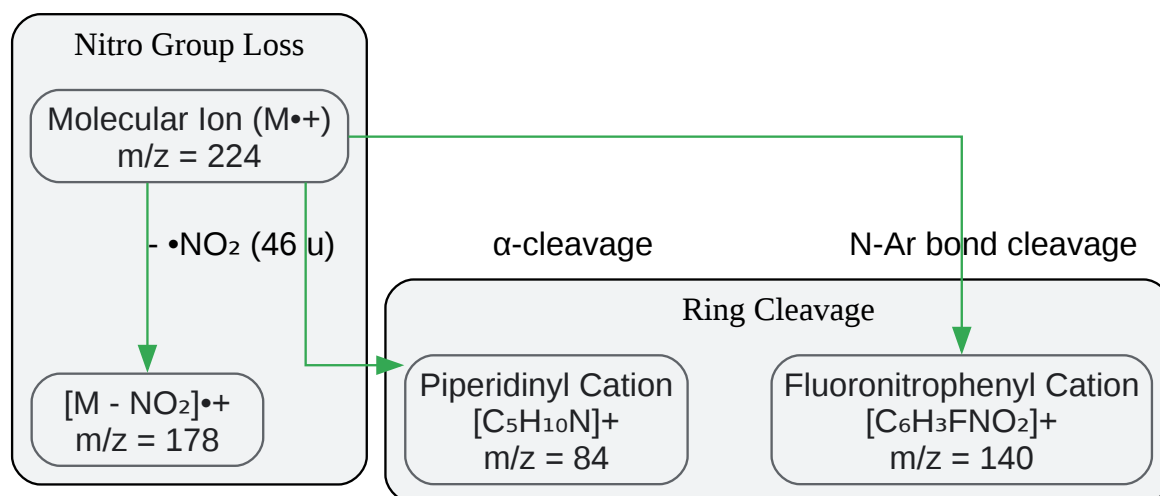 Nitro Group Loss
Molecular Ion (M•+)
m/z = 224
- •NO₂ (46 u)
α-cleavage
N-Ar bond cleavage
Ring Cleavage
[M - NO₂]•+
m/z = 178
Piperidinyl Cation
[C₅H₁₀N]+
m/z = 84
Fluoronitrophenyl Cation
[C₆H₃FNO₂]+
m/z = 140